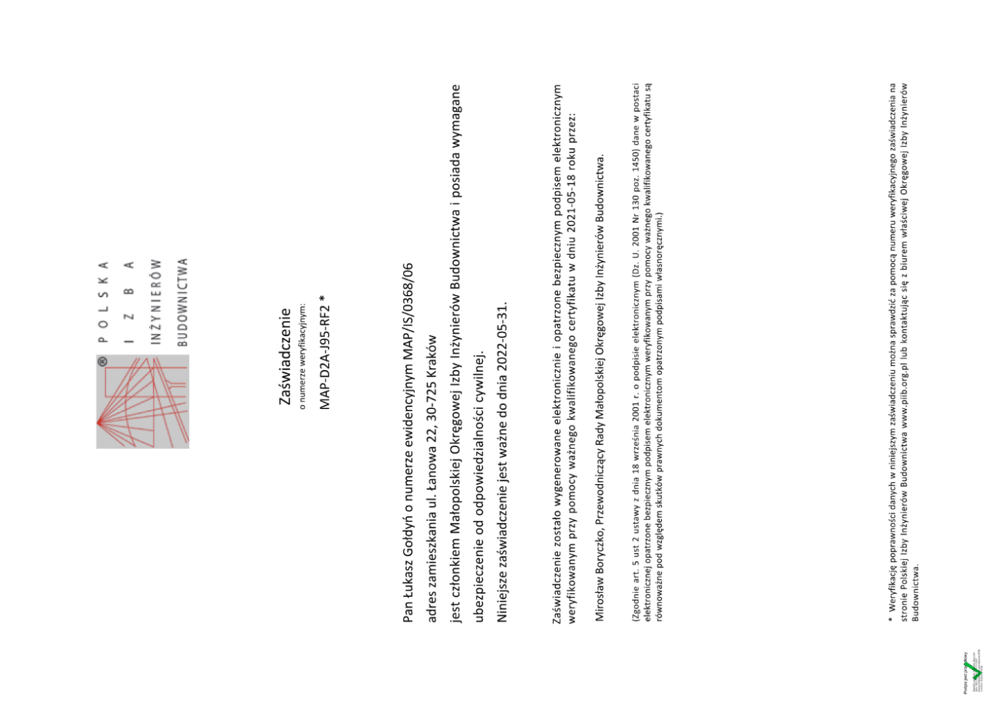 POLSKA
IZBA
INŻYNIERÓW
BUDOWNICTWA
®
Zaświadczenie
o numerze weryfikacyjnym:
MAP-D2A-J95-RF2 *
Pan Łukasz Gołdyń o numerze ewidencyjnym MAP/IS/0368/06
adres zamieszkania ul. Łanowa 22, 30-725 Kraków
jest członkiem Małopolskiej Okręgowej Izby Inżynierów Budownictwa i posiada wymagane
ubezpieczenie od odpowiedzialności cywilnej.
Niniejsze zaświadczenie jest ważne do dnia 2022-05-31.
Zaświadczenie zostało wygenerowane elektronicznie i opatrzone bezpiecznym podpisem elektronicznym
weryfikowanym przy pomocy ważnego kwalifikowanego certyfikatu w dniu 2021-05-18 roku przez:
Mirosław Boryczko, Przewodniczący Rady Małopolskiej Okręgowej Izby Inżynierów Budownictwa.
(Zgodnie art. 5 ust 2 ustawy z dnia 18 września 2001 r. o podpisie elektronicznym (Dz. U. 2001 Nr 130 poz. 1450) dane w postaci
elektronicznej opatrzone bezpiecznym podpisem elektronicznym weryfikowanym przy pomocy ważnego kwalifikowanego certyfikatu są
równoważne pod względem skutków prawnych dokumentom opatrzonym podpisami własnoręcznymi.)
* Weryfikację poprawności danych w niniejszym zaświadczeniu można sprawdzić za pomocą numeru weryfikacyjnego zaświadczenia na
stronie Polskiej Izby Inżynierów Budownictwa www.piib.org.pl lub kontaktując się z biurem właściwej Okręgowej Izby Inżynierów
Budownictwa.
Podpis jest prawidłowy